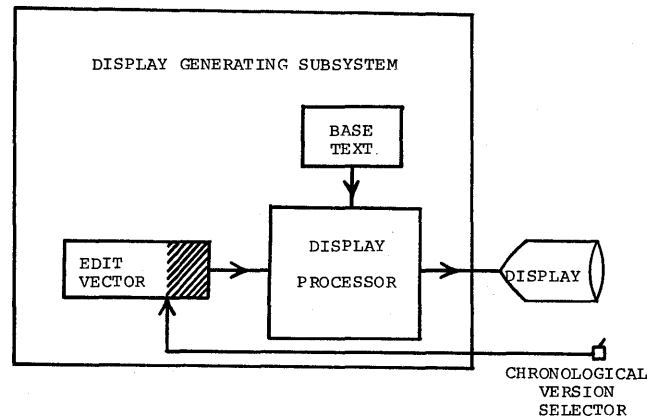 DISPLAY GENERATING SUBSYSTEM
BASE
TEXT.
EDIT
VECTOR
DISPLAY
PROCESSOR
DISPLAY
CHRONOLOGICAL
VERSION
SELECTOR